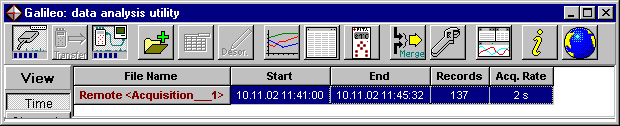 Galileo: data analysis utility
Transfer
Desor.
Merge
View
File Name Start End Records Acq. Rate
Time
Remote <Acquisition___1> 10.11.02 11:41:00 10.11.02 11:45:32 137 2 s